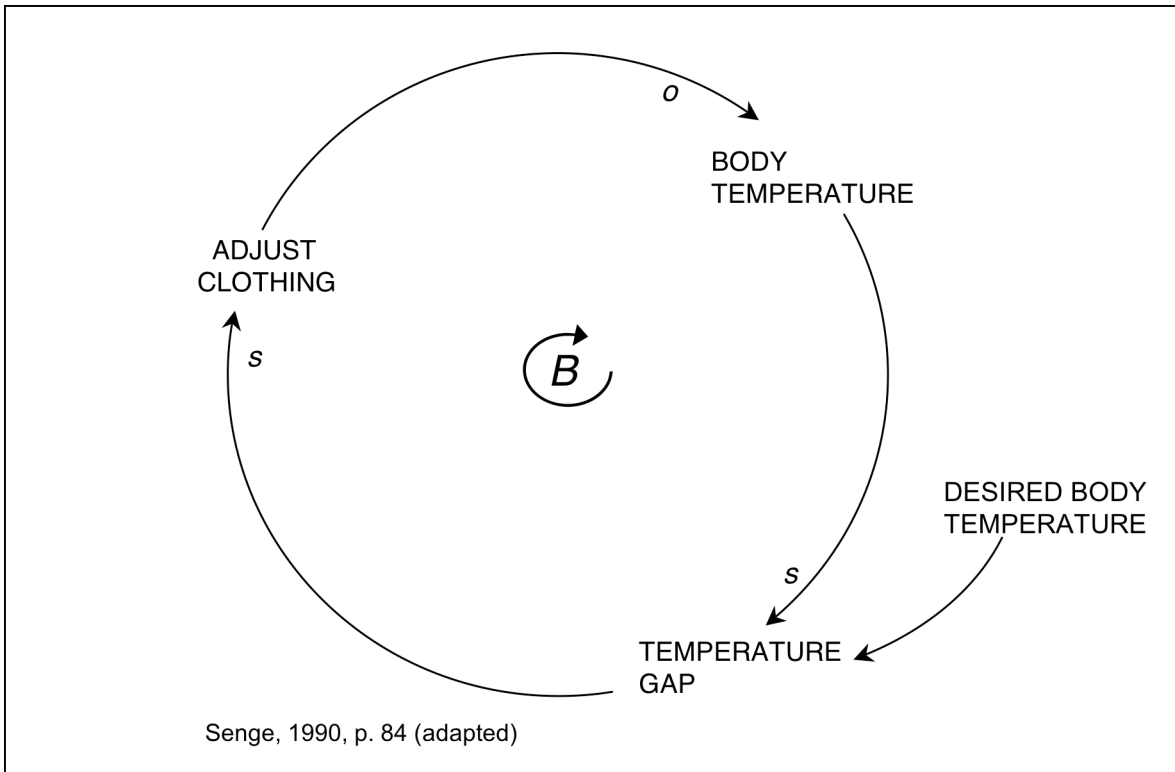 o
BODY
TEMPERATURE
ADJUST
CLOTHING
s
B
DESIRED BODY
TEMPERATURE
s
TEMPERATURE
GAP
Senge, 1990, p. 84 (adapted)